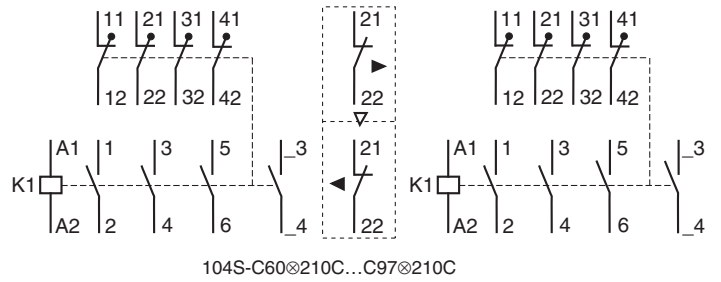 11 21 31 41 21 11 21 31 41
12 22 32 42 22 12 22 32 42
A1 1 3 5 _3 21 A1 1 3 5 _3
K1 K1
A2 2 4 6 _4 22 A2 2 4 6 _4
104S-C60⊗210C...C97⊗210C